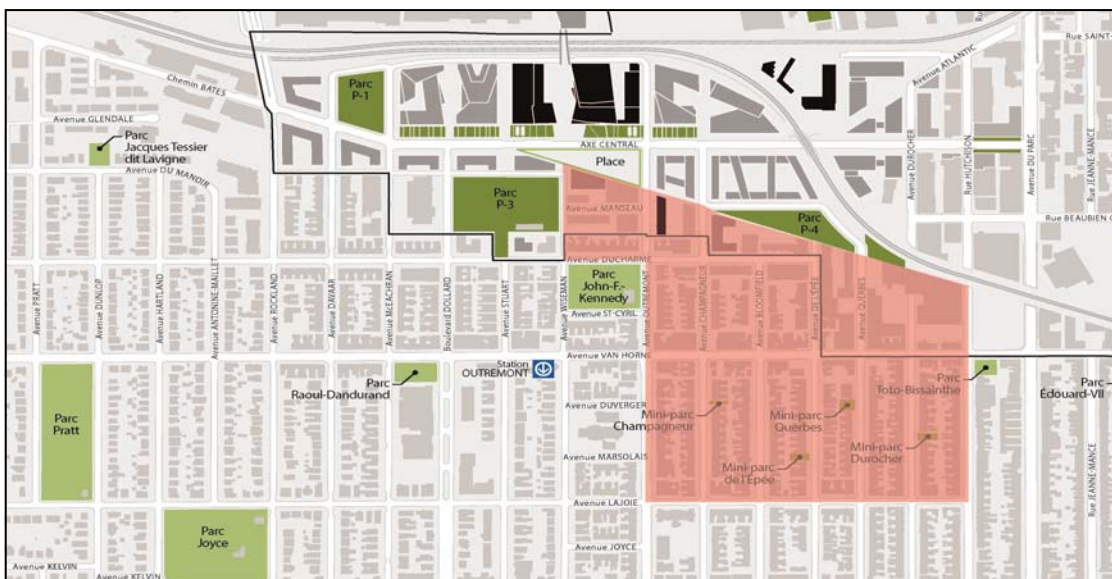 Rue SAINT-
Avenue ATLANTIC
Chemin BATES
Parc
P-1
Avenue GLENDALE
AXE CENTRAL
Parc
Jacques Tessier
dit Lavigne
Place
Avenue DU MANOIR
Avenue DUROCHER
Rue HUTCHISON
Avenue DU PARC
Rue JEANNE-MANCE
Parc
P-3
Avenue MANSEAU
Parc
P-4
Rue BEAUBIEN
Avenue DUCHARME
Parc
John-F.-
Kennedy
Avenue PRATT
Avenue DUNLOP
Avenue HARTLAND
Avenue ANTONINE-MAILLET
Avenue ROCKLAND
Avenue DAVAAR
Avenue McEACHRAN
Boulevard DOLLARD
Avenue STUART
Avenue WISEMAN
Avenue OUTREMONT
Avenue CHAMPAGNEUR
Avenue BLOOMFIELD
Avenue DE L'ÉPÉE
Avenue QUERBES
Avenue ST-CYRIL
Avenue VAN HORNE
Station
OUTREMONT
Parc
Raoul-Dandurand
Parc
Toto-Bissainthe
Parc
Édouard-VII
Parc
Pratt
Avenue DUVERGER
Mini-parc
Champagneur
Mini-parc
Querbes
Mini-parc
Durocher
Avenue MARSOLAIS
Mini-parc
de l'Épée
Avenue LAJOIE
Rue JEANNE-MANCE
Parc
Joyce
Avenue JOYCE
Avenue KELVIN
Avenue KELVIN